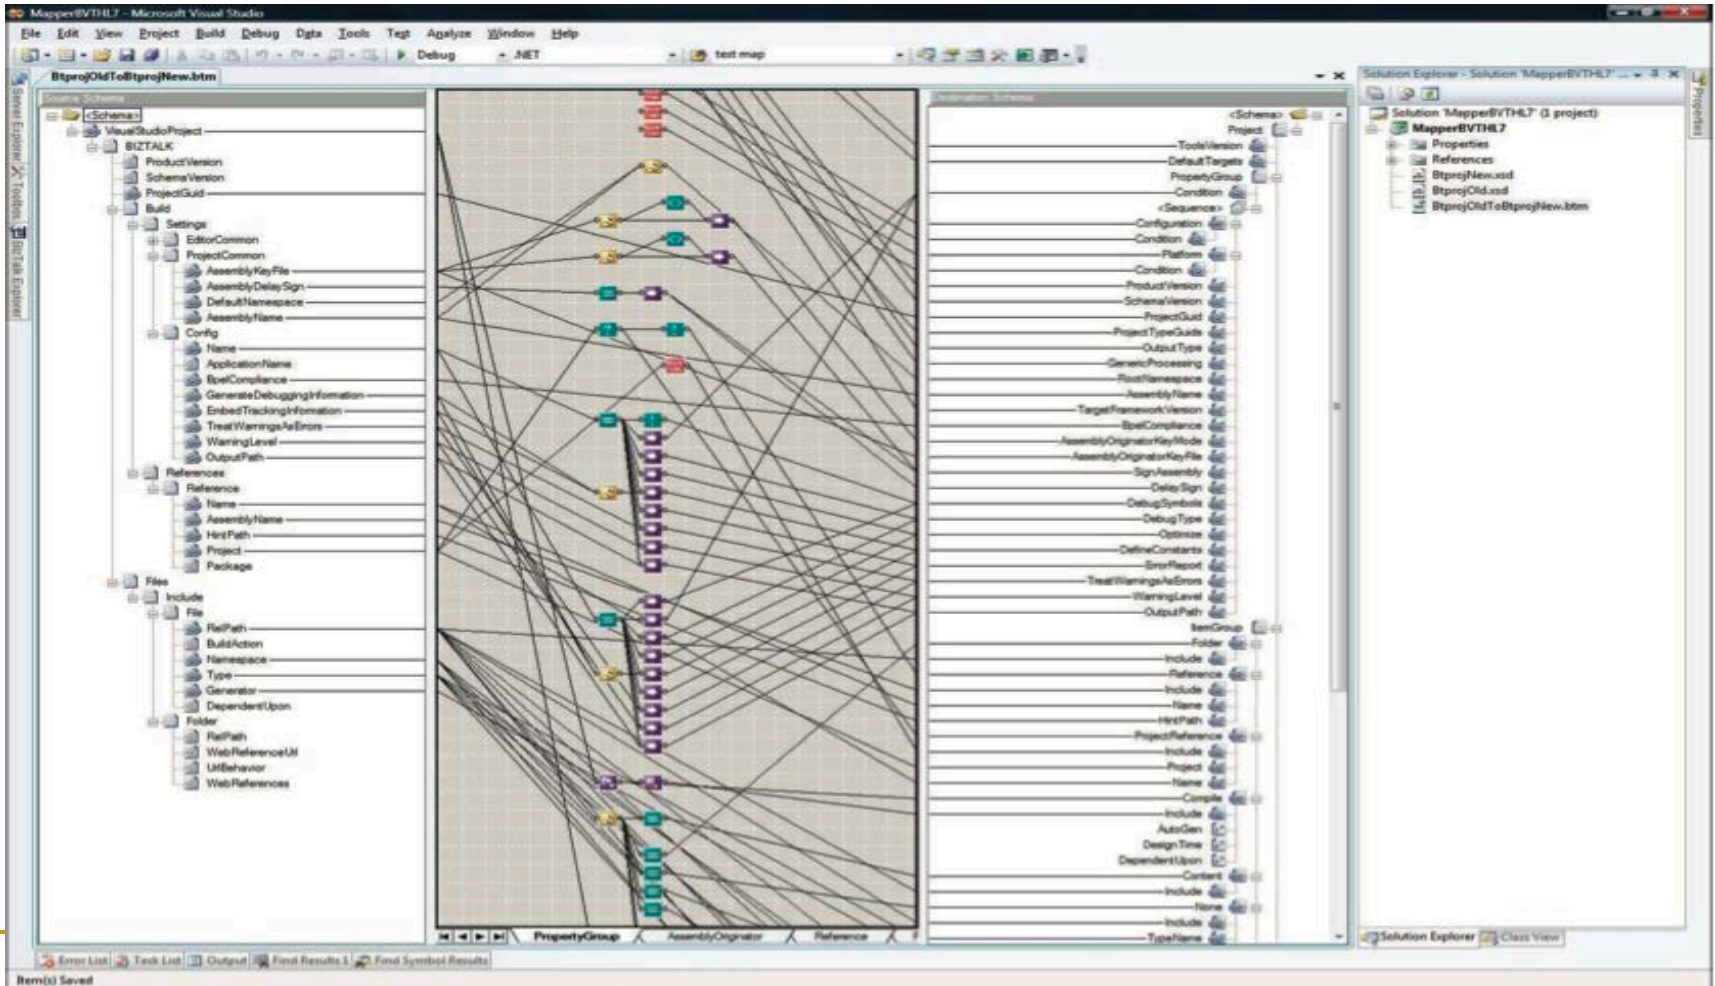 MapperBVTHL7 - Microsoft Visual Studio
File Edit View Project Build Debug Data Tools Test Analyze Window Help
Debug .NET test map
BtprojOldToBtprojNew.btm
Source Schema
<Schema>
VisualStudioProject
BIZTALK
ProductVersion
SchemaVersion
ProjectGuid
Build
Settings
EditorCommon
ProjectCommon
AssemblyKeyFile
AssemblyDelaySign
DefaultNamespace
AssemblyName
Config
Name
ApplicationName
BpelCompliance
GenerateDebuggingInformation
EmbedTrackingInformation
TreatWarningsAsErrors
WarningLevel
OutputPath
References
Reference
Name
AssemblyName
HintPath
Project
Package
Files
Include
File
RelPath
BuildAction
Namespace
Type
Generator
DependentUpon
Folder
RelPath
WebReferenceUrl
UrlBehavior
WebReferences
PropertyGroup AssemblyOriginator Reference
Destination Schema
<Schema>
Project
ToolsVersion
DefaultTargets
PropertyGroup
Condition
<Sequence>
Configuration
Condition
Platform
Condition
ProductVersion
SchemaVersion
ProjectGuid
ProjectTypeGuids
OutputType
GenericProcessing
RootNamespace
AssemblyName
TargetFrameworkVersion
BpelCompliance
AssemblyOriginatorKeyMode
AssemblyOriginatorKeyFile
SignAssembly
DelaySign
DebugSymbols
DebugType
Optimize
DefineConstants
ErrorReport
TreatWarningsAsErrors
WarningLevel
OutputPath
ItemGroup
Folder
Include
Reference
Include
Name
HintPath
ProjectReference
Include
Project
Name
Compile
Include
AutoGen
DesignTime
DependentUpon
Content
Include
None
Include
TypeName
Solution Explorer - Solution 'MapperBVTHL7' ...
Solution 'MapperBVTHL7' (1 project)
MapperBVTHL7
Properties
References
BtprojNew.xsd
BtprojOld.xsd
BtprojOldToBtprojNew.btm
Solution Explorer Class View
Server Explorer
Toolbox
BizTalk Explorer
Properties
Error List Task List Output Find Results 1 Find Symbol Results
Item(s) Saved